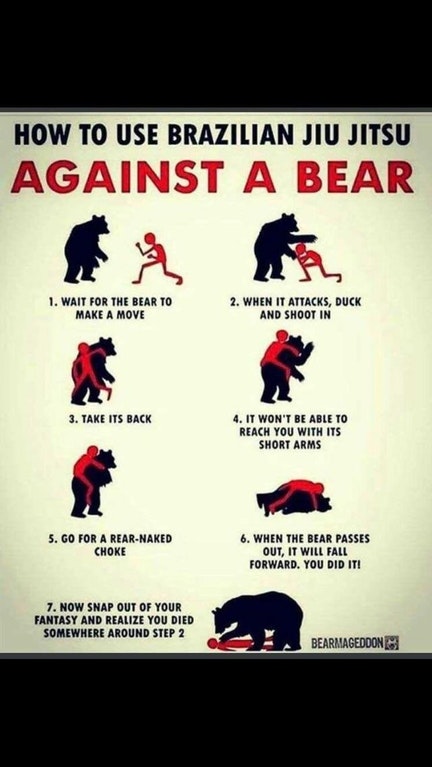 HOW TO USE BRAZILIAN JIU JITSU
AGAINST A BEAR
1. WAIT FOR THE BEAR TO
MAKE A MOVE
2. WHEN IT ATTACKS, DUCK
AND SHOOT IN
3. TAKE ITS BACK
4. IT WON'T BE ABLE TO
REACH YOU WITH ITS
SHORT ARMS
5. GO FOR A REAR-NAKED
CHOKE
6. WHEN THE BEAR PASSES
OUT, IT WILL FALL
FORWARD. YOU DID IT!
7. NOW SNAP OUT OF YOUR
FANTASY AND REALIZE YOU DIED
SOMEWHERE AROUND STEP 2
BEARMAGEDDON